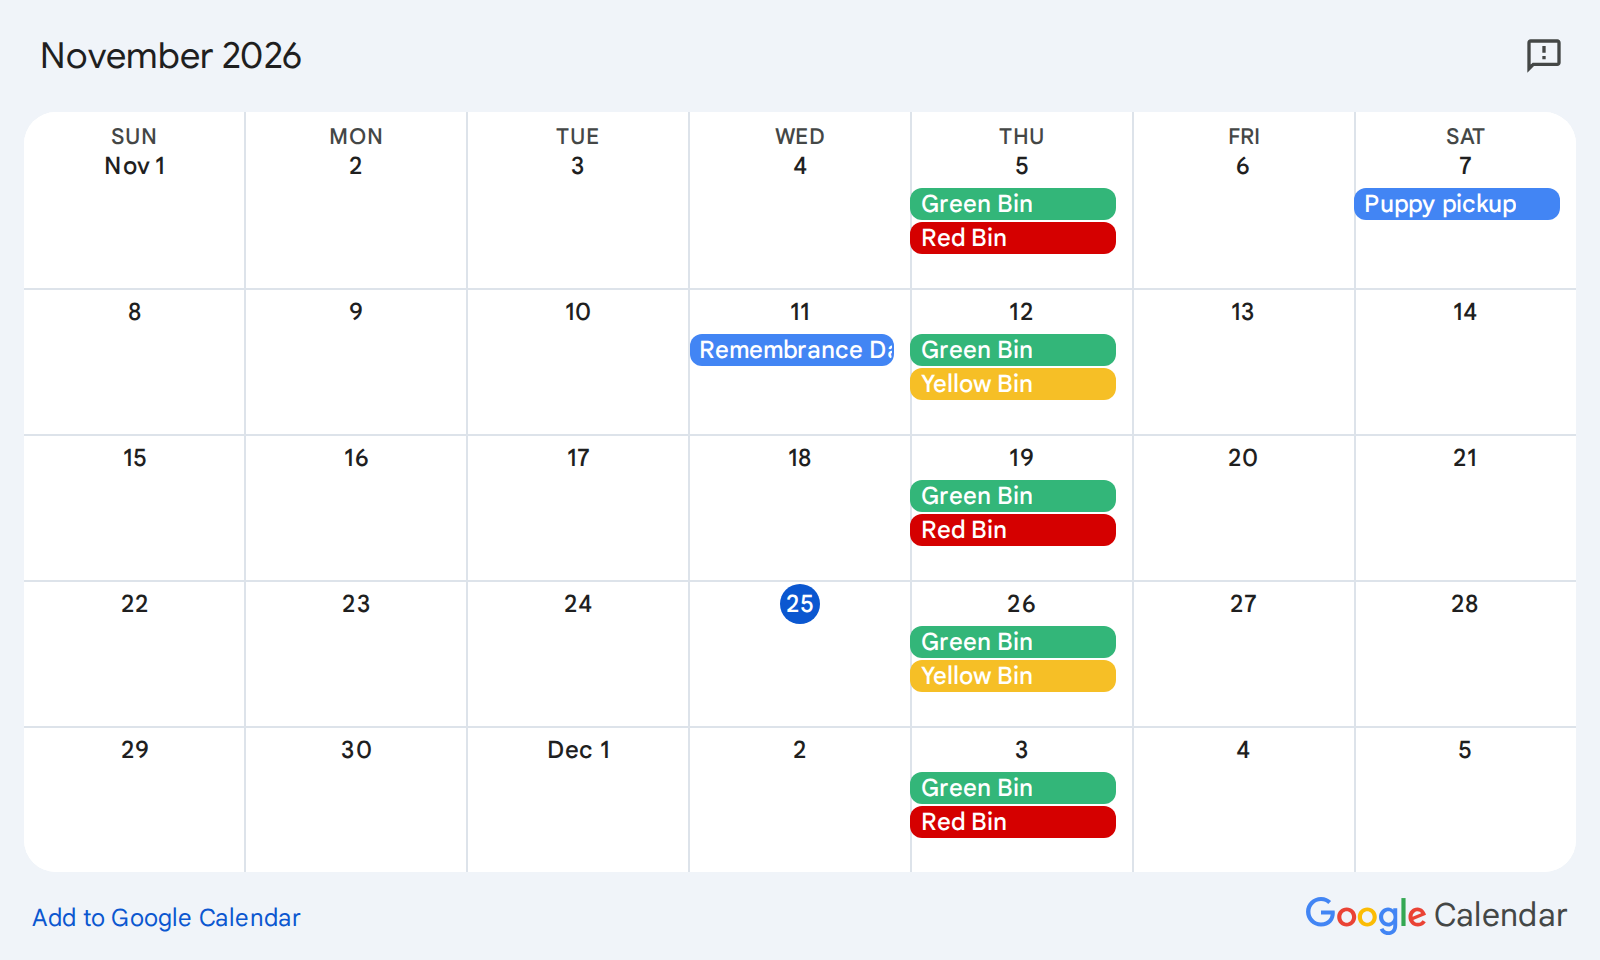 November 2026
SUN MON TUE WED THU FRI SAT
Nov 1 2 3 4 5 6 7
Green Bin Puppy pickup
Red Bin
8 9 10 11 12 13 14
Remembrance Da Green Bin
Yellow Bin
15 16 17 18 19 20 21
Green Bin
Red Bin
22 23 24 25 26 27 28
Green Bin
Yellow Bin
29 30 Dec 1 2 3 4 5
Green Bin
Red Bin
Add to Google Calendar Google Calendar